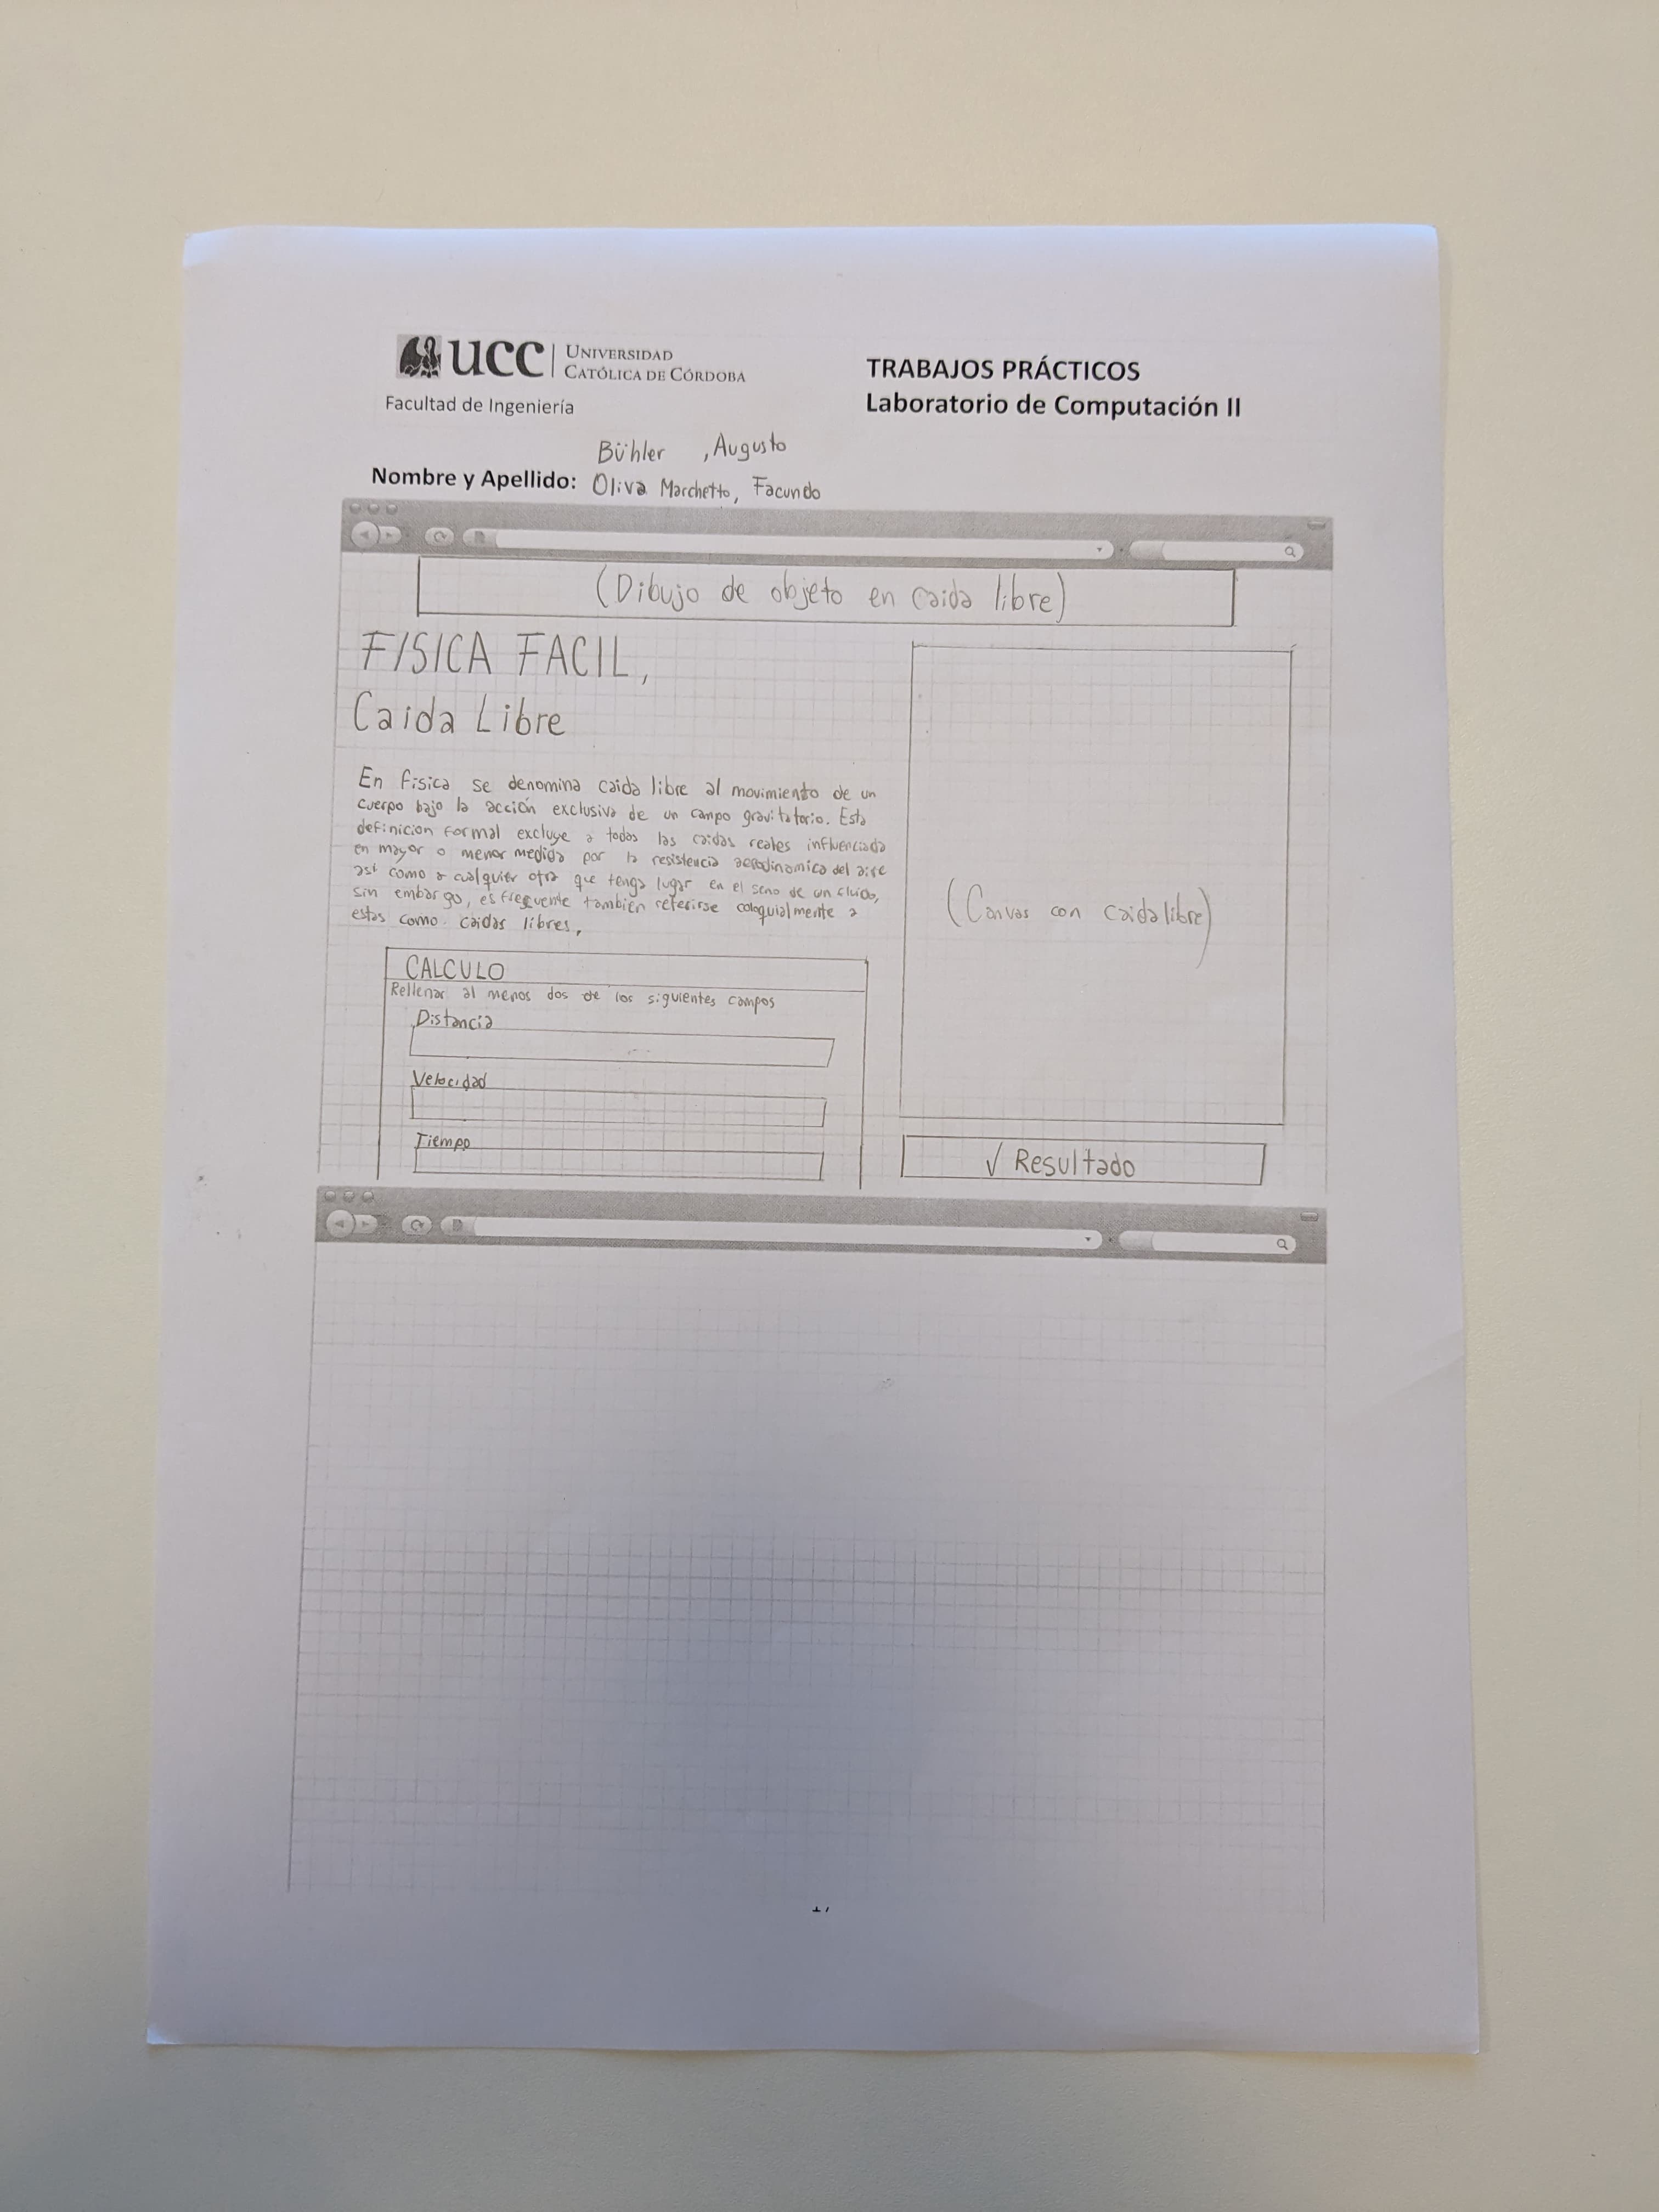 UCC
UNIVERSIDAD
CATÓLICA DE CÓRDOBA
Facultad de Ingeniería
TRABAJOS PRÁCTICOS
Laboratorio de Computación II
Bühler , Augusto
Nombre y Apellido: Oliva Marchetto, Facundo
(Dibujo de objeto en caida libre)
FISICA FACIL,
Caida Libre
En fisica se denomina caida libre al movimiento de un
cuerpo bajo la acción exclusiva de un campo gravitatorio. Esta
definicion formal excluye a todas las caidas reales influenciada
en mayor o menor medida por la resistencia aerodinamica del aire
así como a cualquier otra que tenga lugar en el seno de un fluido,
sin embargo, es frecuente también referirse coloquialmente a
estas como caidas libres,
CALCULO
Rellenar al menos dos de los siguientes campos
Distancia
Velocidad
Tiempo
(Canvas con caida libre)
√ Resultado